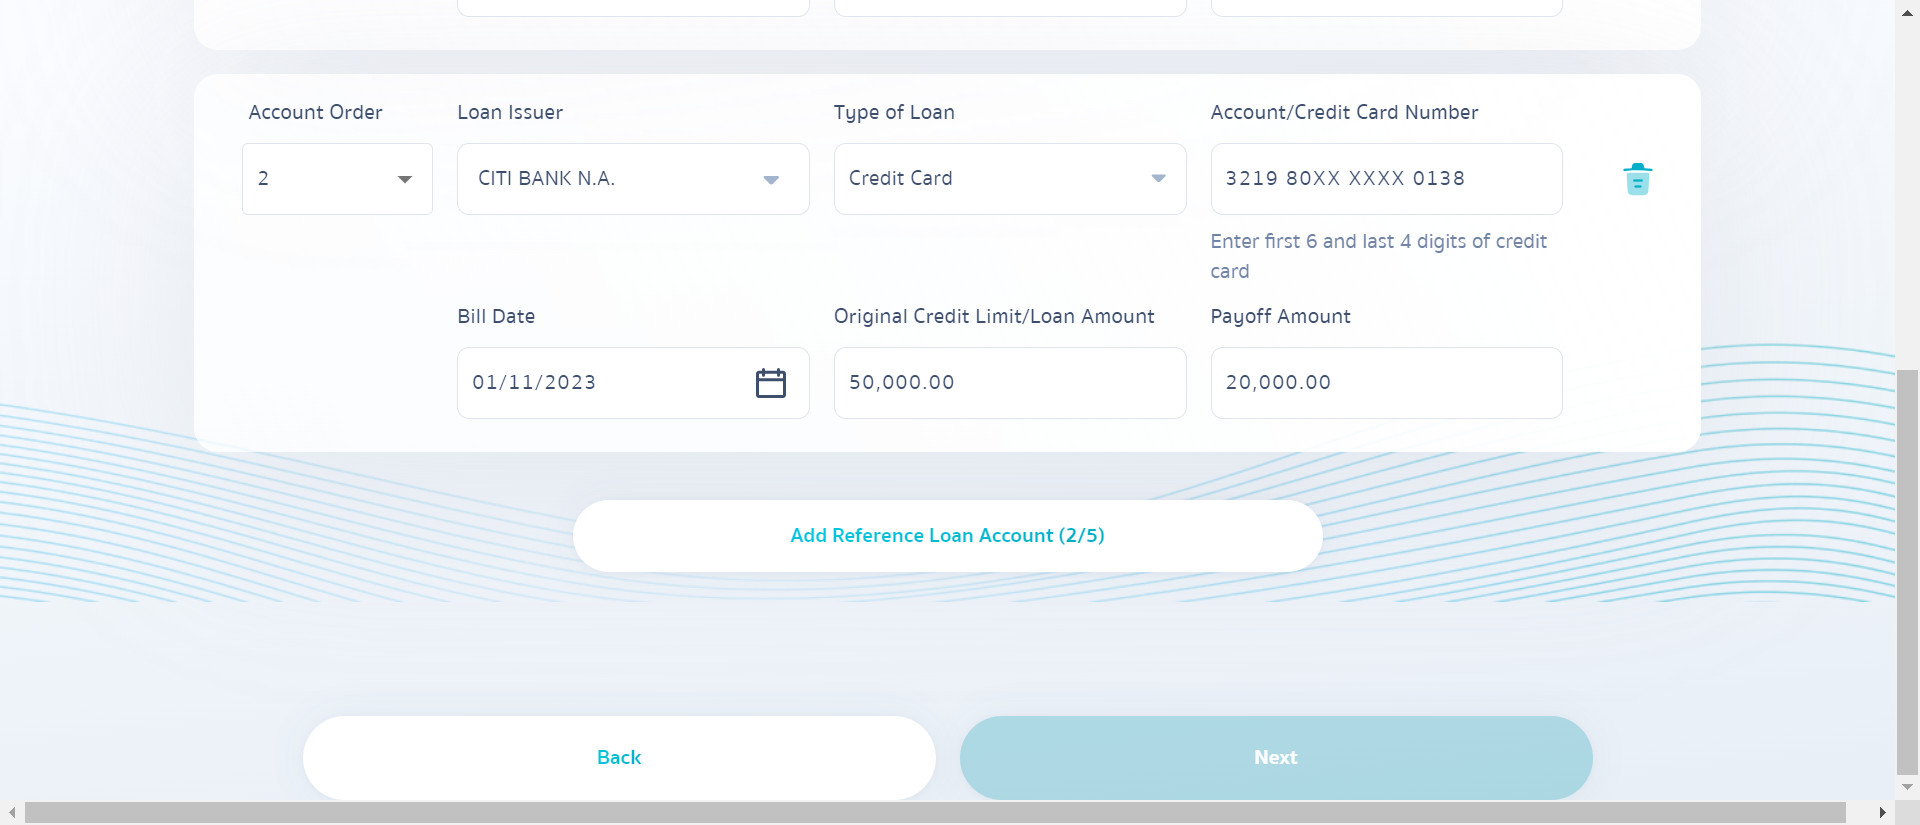 Account Order
Loan Issuer
Type of Loan
Account/Credit Card Number
2
CITI BANK N.A.
Credit Card
3219 80XX XXXX 0138
Enter first 6 and last 4 digits of credit
card
Bill Date
Original Credit Limit/Loan Amount
Payoff Amount
01/11/2023
50,000.00
20,000.00
Add Reference Loan Account (2/5)
Back
Next